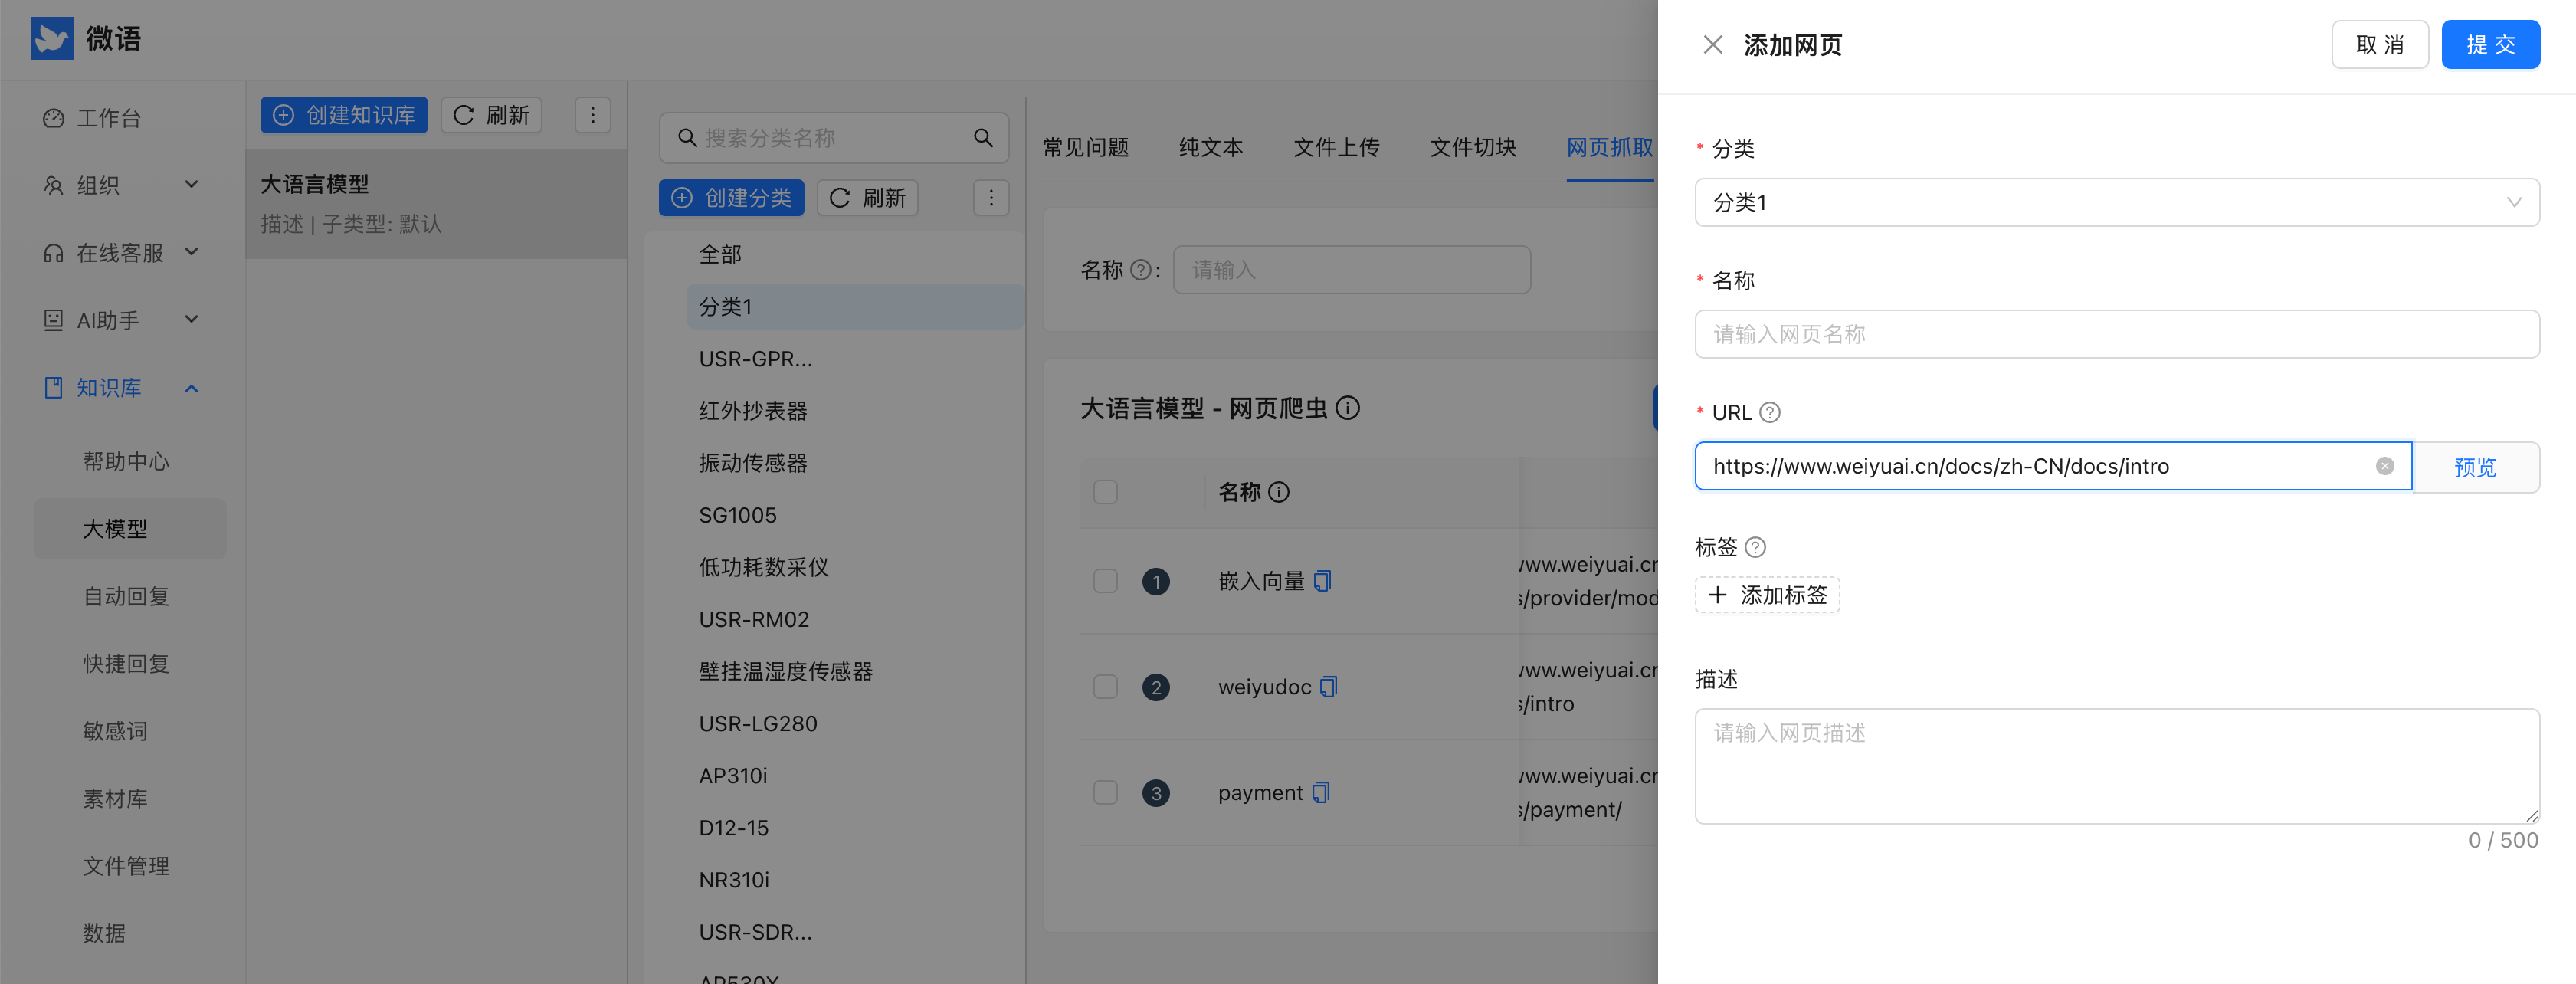 微语
工作台
组织
在线客服
AI助手
知识库
帮助中心
大模型
自动回复
快捷回复
敏感词
素材库
文件管理
数据
创建知识库
刷新
大语言模型
描述 | 子类型: 默认
搜索分类名称
创建分类
刷新
全部
分类1
USR-GPR...
红外抄表器
振动传感器
SG1005
低功耗数采仪
USR-RM02
壁挂温湿度传感器
USR-LG280
AP310i
D12-15
NR310i
USR-SDR...
常见问题
纯文本
文件上传
文件切块
网页抓取
名称 :
请输入
大语言模型 - 网页爬虫
名称
1
嵌入向量
www.weiyuai.cn
s/provider/mod
2
weiyudoc
www.weiyuai.cn
s/intro
3
payment
www.weiyuai.cn
s/payment/
添加网页
取 消
提 交
* 分类
分类1
* 名称
请输入网页名称
* URL
https://www.weiyuai.cn/docs/zh-CN/docs/intro
预览
标签
添加标签
描述
请输入网页描述
0 / 500